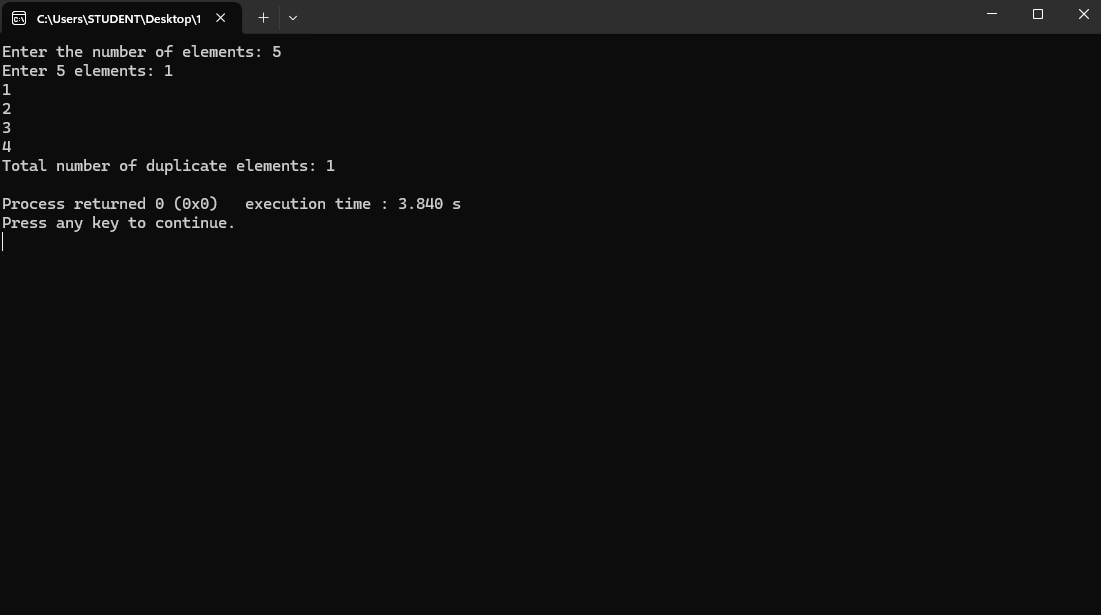 C:\Users\STUDENT\Desktop\1
Enter the number of elements: 5
Enter 5 elements: 1
1
2
3
4
Total number of duplicate elements: 1
Process returned 0 (0x0)   execution time : 3.840 s
Press any key to continue.